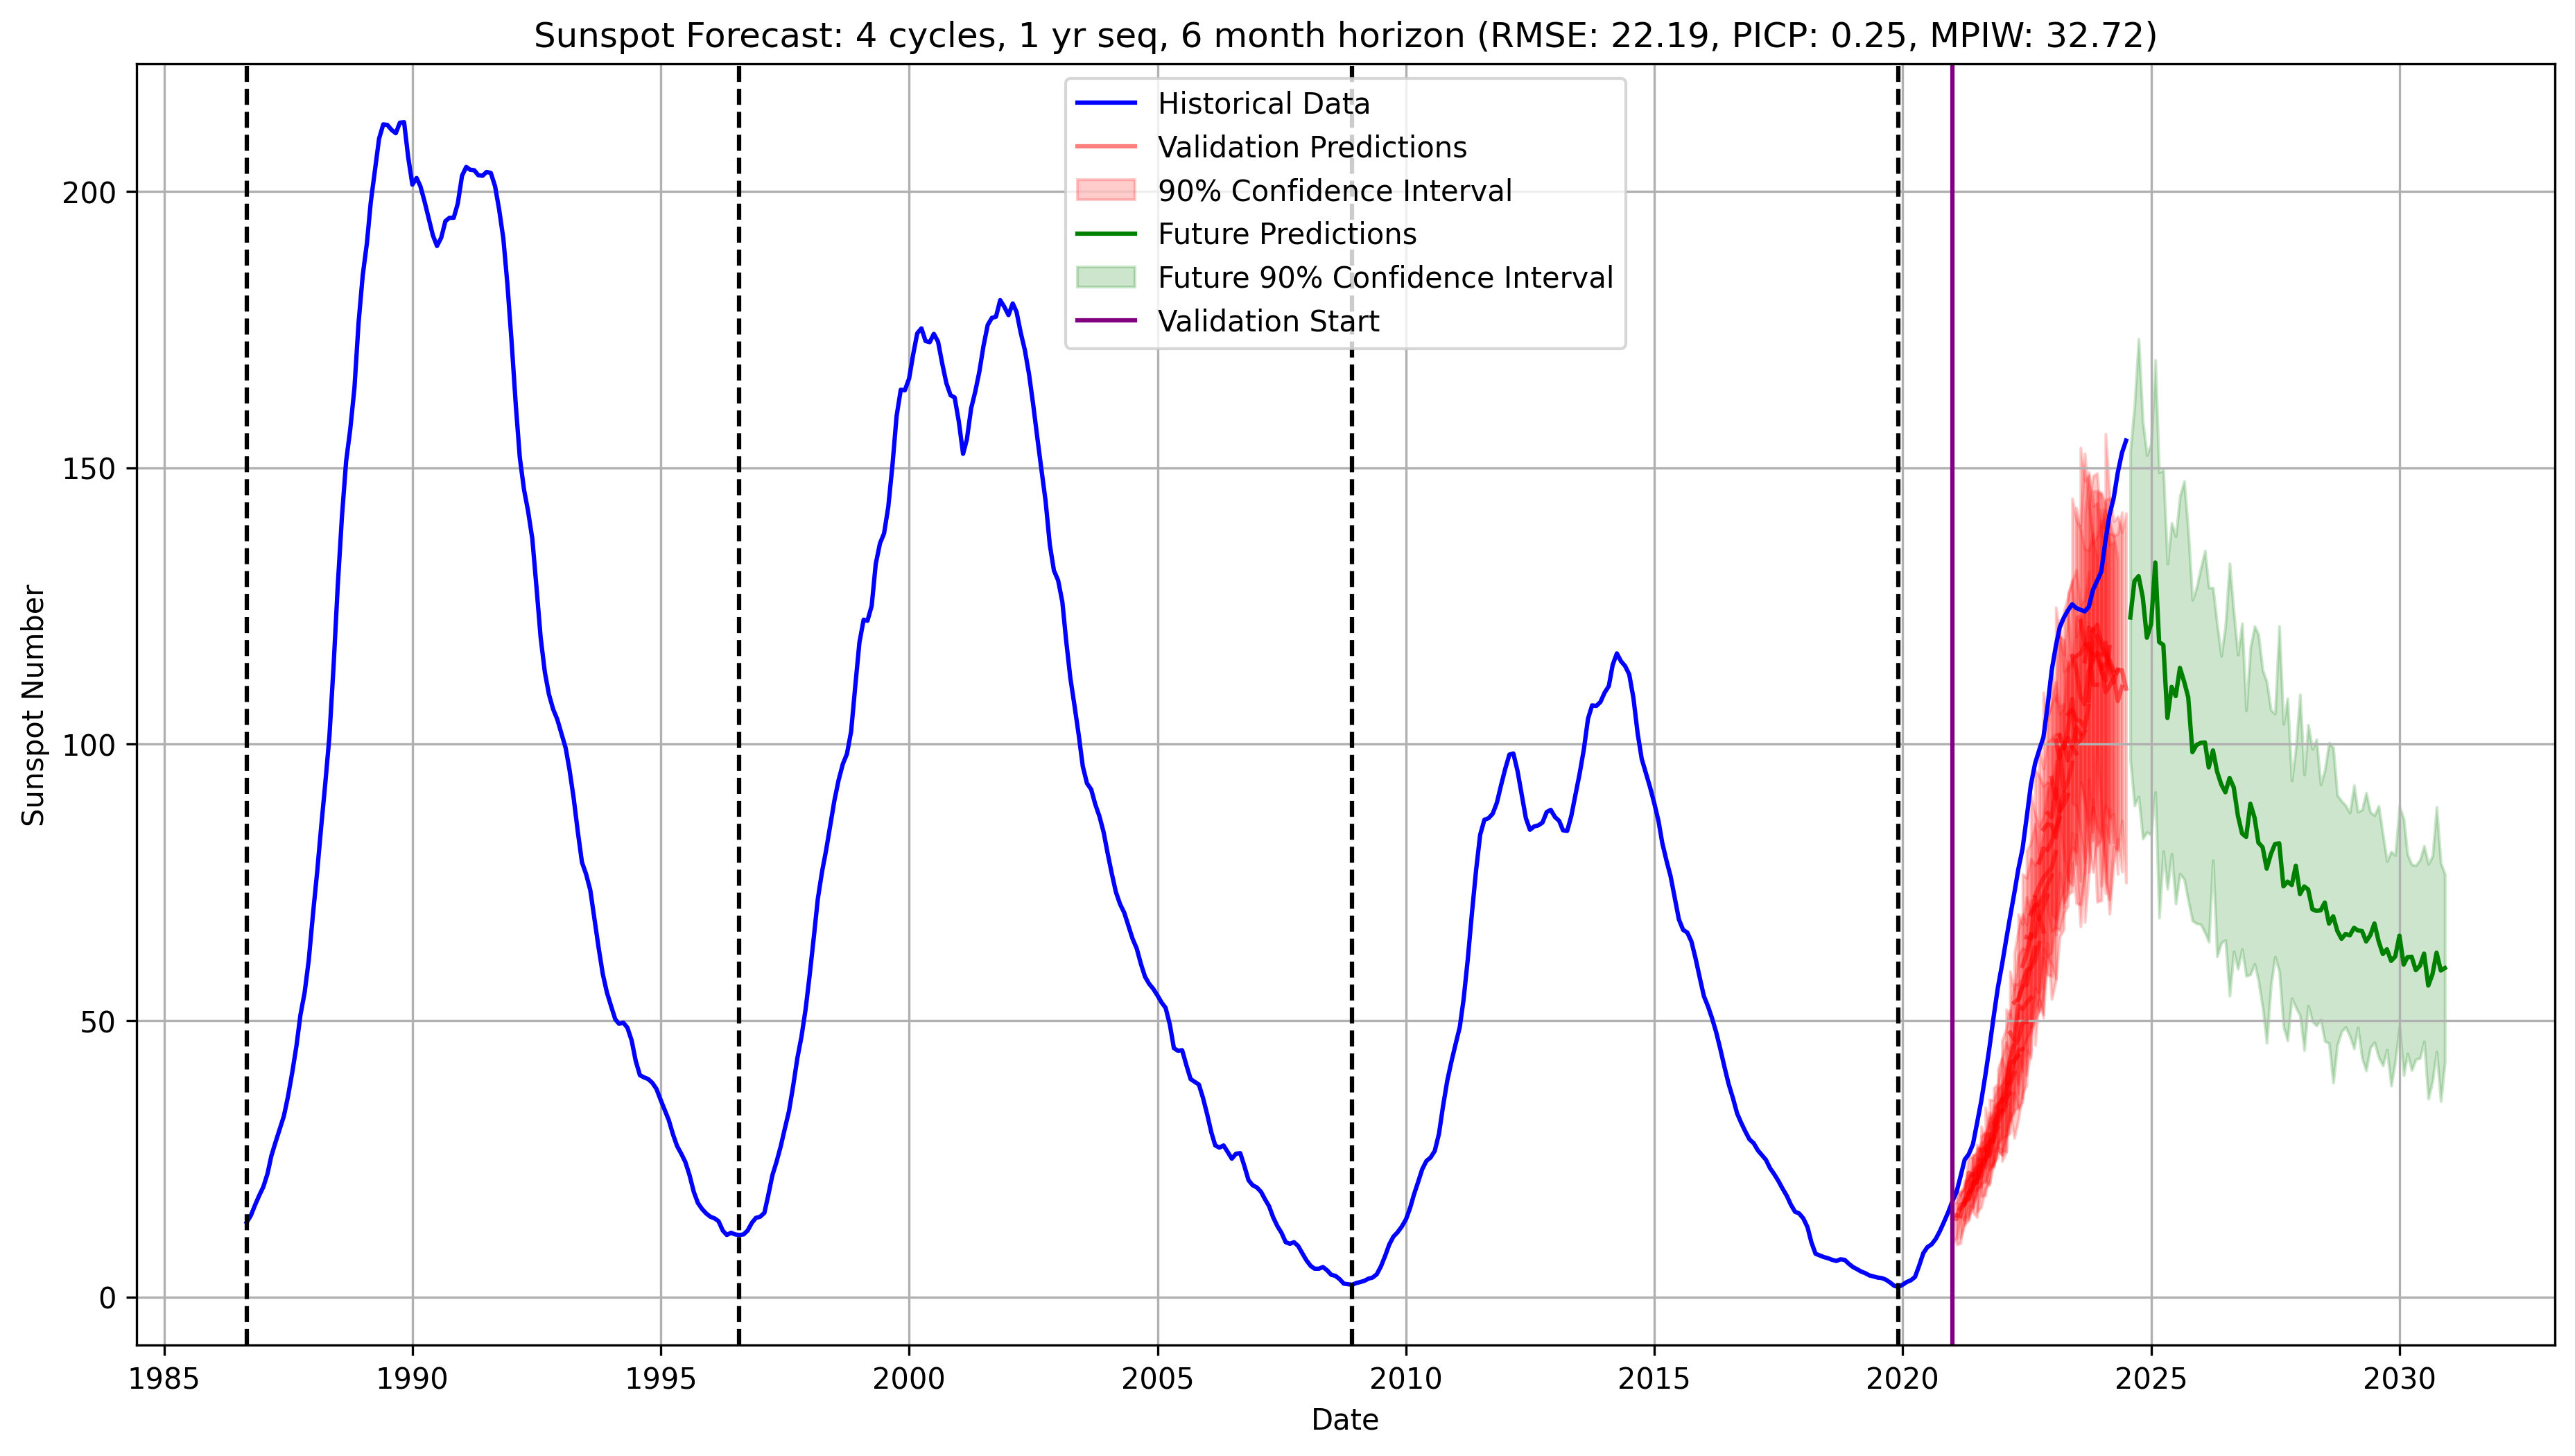 Sunspot Forecast: 4 cycles, 1 yr seq, 6 month horizon (RMSE: 22.19, PICP: 0.25, MPIW: 32.72)
Historical Data
Validation Predictions
90% Confidence Interval
Future Predictions
Future 90% Confidence Interval
Validation Start
Sunspot Number
200
150
100
50
0
1985 1990 1995 2000 2005 2010 2015 2020 2025 2030
Date